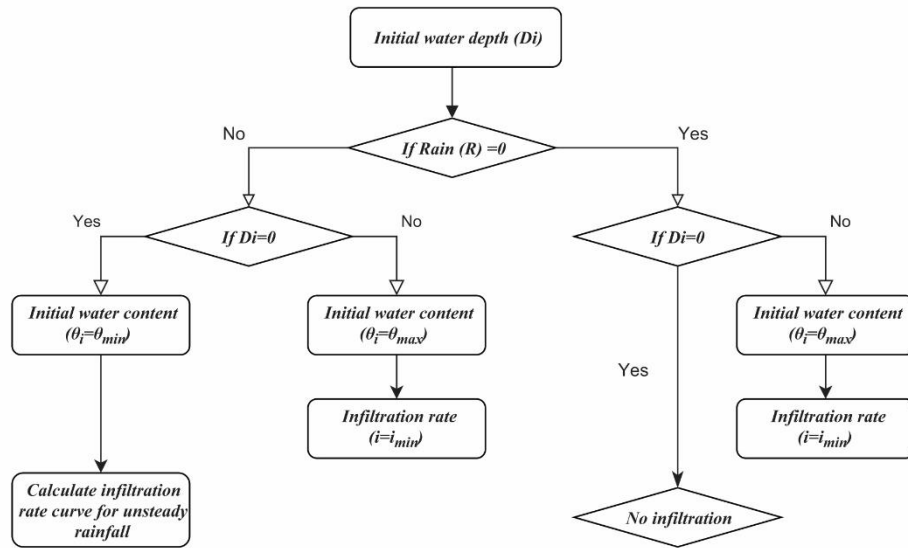 Initial water depth (Di)
No
Yes
If Rain (R) =0
Yes
If Di=0
No
If Di=0
No
Initial water content
(θi=θmin)
Initial water content
(θi=θmax)
Initial water content
(θi=θmax)
Yes
Infiltration rate
(i=imin)
Infiltration rate
(i=imin)
Calculate infiltration
rate curve for unsteady
rainfall
No infiltration